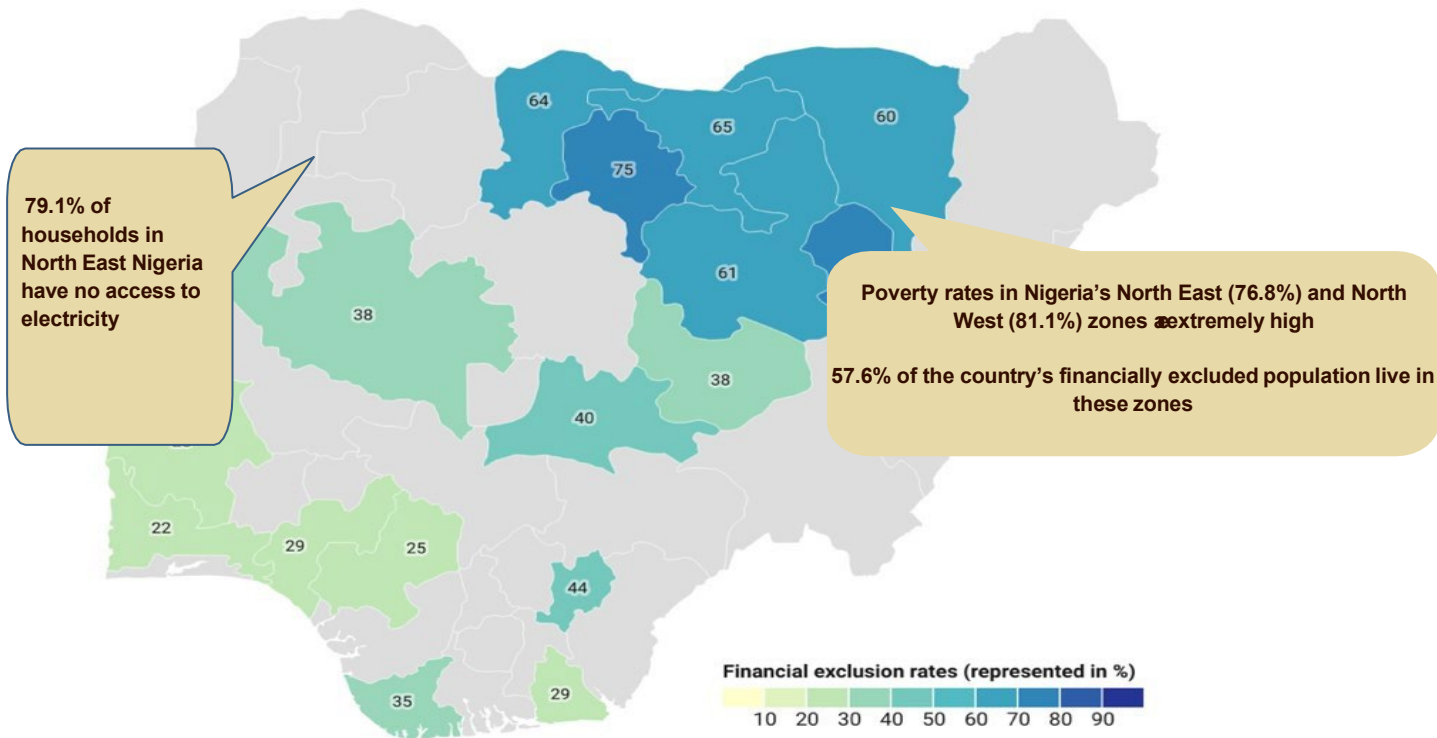 64
65
60
75
79.1% of
households in
North East Nigeria
have no access to
electricity
61
Poverty rates in Nigeria’s North East (76.8%) and North
West (81.1%) zones extremely high
57.6% of the country’s financially excluded population live in
these zones
38
38
40
22
29
25
44
Financial exclusion rates (represented in %)
35
29
10 20 30 40 50 60 70 80 90